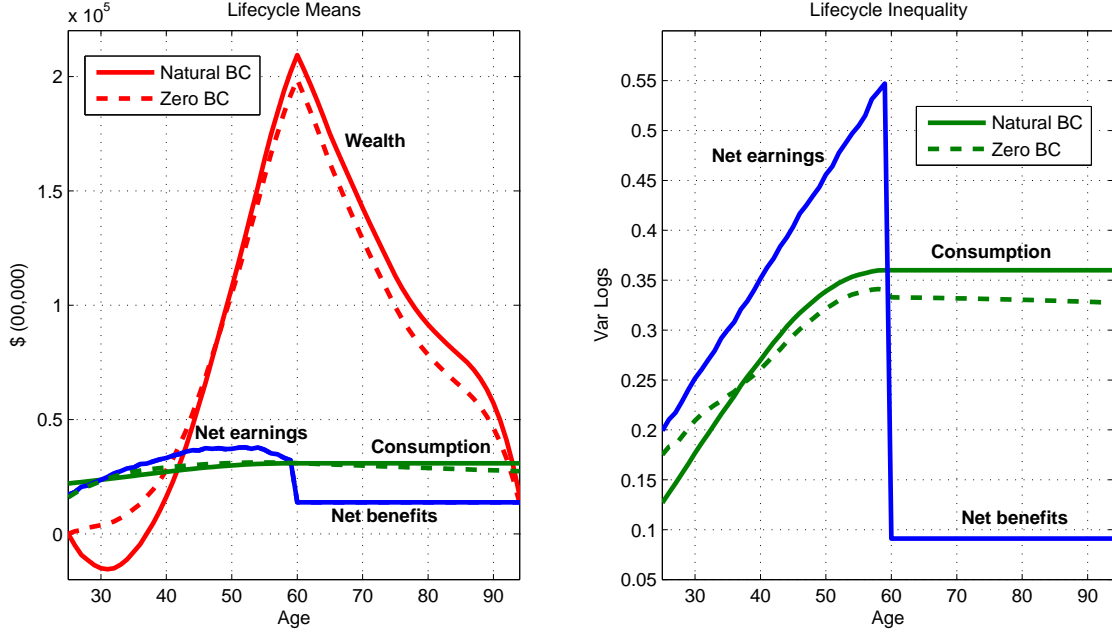 Lifecycle Means
x 10^5
Natural BC
Zero BC
Wealth
Net earnings
Consumption
Net benefits
2
1.5
1
0.5
0
$ (00,000)
30 40 50 60 70 80 90
Age
Lifecycle Inequality
Net earnings
Natural BC
Zero BC
Consumption
Net benefits
0.55
0.5
0.45
0.4
0.35
0.3
0.25
0.2
0.15
0.1
0.05
Var Logs
30 40 50 60 70 80 90
Age